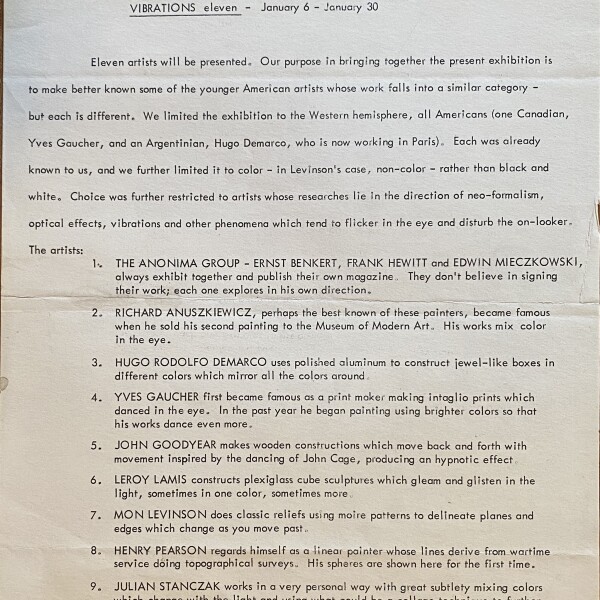 VIBRATIONS eleven - January 6 - January 30
Eleven artists will be presented. Our purpose in bringing together the present exhibition is
to make better known some of the younger American artists whose work falls into a similar category -
but each is different. We limited the exhibition to the Western hemisphere, all Americans (one Canadian,
Yves Gaucher, and an Argentinian, Hugo Demarco, who is now working in Paris). Each was already
known to us, and we further limited it to color - in Levinson's case, non-color - rather than black and
white. Choice was further restricted to artists whose researches lie in the direction of neo-formalism,
optical effects, vibrations and other phenomena which tend to flicker in the eye and disturb the on-looker.
The artists:
1. THE ANONIMA GROUP - ERNST BENKERT, FRANK HEWITT and EDWIN MIECZKOWSKI,
always exhibit together and publish their own magazine. They don't believe in signing
their work; each one explores in his own direction.
2. RICHARD ANUSZKIEWICZ, perhaps the best known of these painters, became famous
when he sold his second painting to the Museum of Modern Art. His works mix color
in the eye.
3. HUGO RODOLFO DEMARCO uses polished aluminum to construct jewel-like boxes in
different colors which mirror all the colors around.
4. YVES GAUCHER first became famous as a print maker making intaglio prints which
danced in the eye. In the past year he began painting using brighter colors so that
his works dance even more.
5. JOHN GOODYEAR makes wooden constructions which move back and forth with
movement inspired by the dancing of John Cage, producing an hypnotic effect.
6. LEROY LAMIS constructs plexiglass cube sculptures which gleam and glisten in the
light, sometimes in one color, sometimes more.
7. MON LEVINSON does classic reliefs using moire patterns to delineate planes and
edges which change as you move past.
8. HENRY PEARSON regards himself as a linear painter whose lines derive from wartime
service doing topographical surveys. His spheres are shown here for the first time.
9. JULIAN STANCZAK works in a very personal way with great subtlety mixing colors
which change with the light and using what could be a collage technique to further